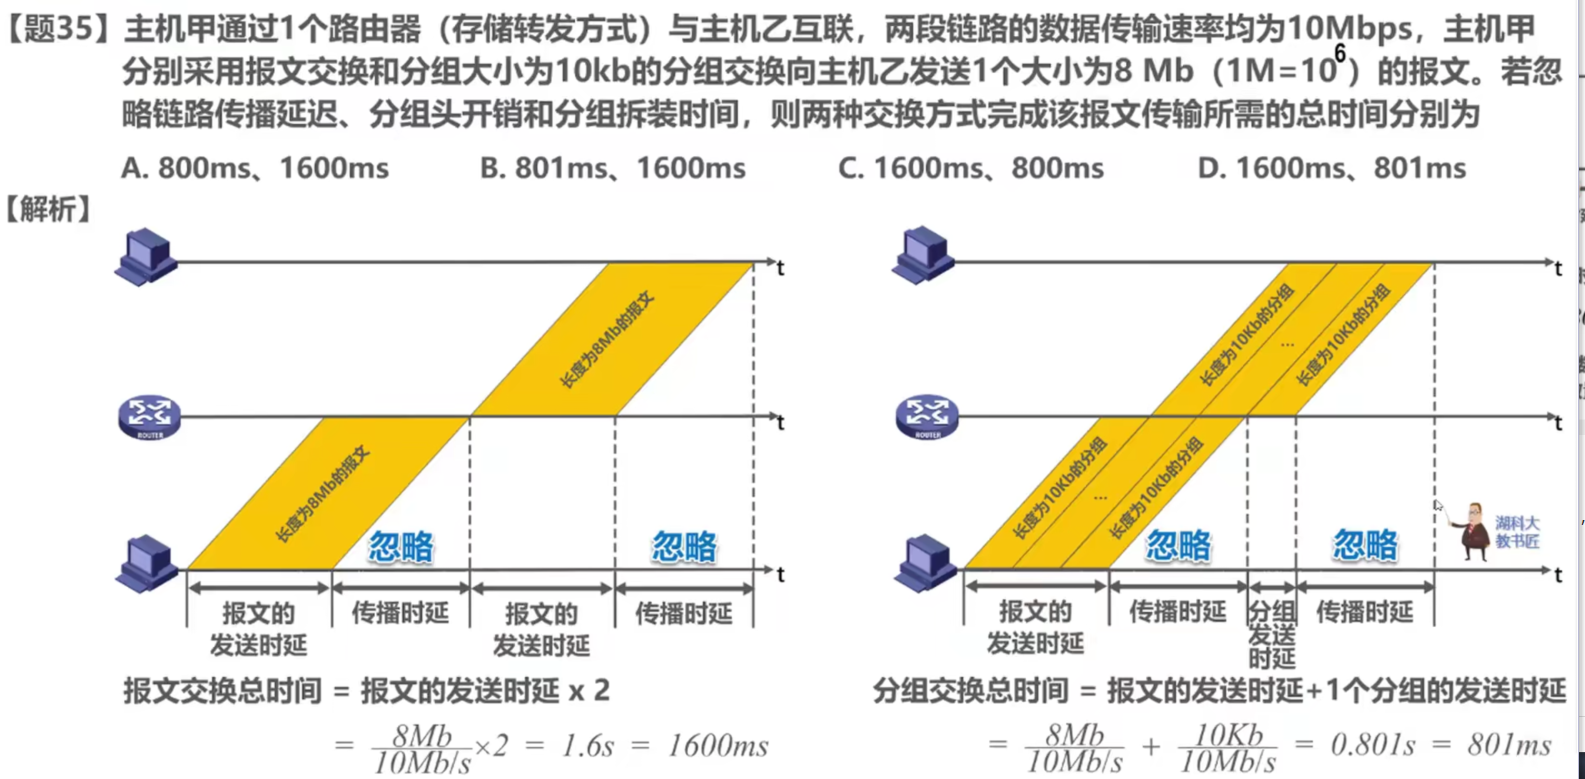 【题35】主机甲通过1个路由器（存储转发方式）与主机乙互联，两段链路的数据传输速率均为10Mbps，主机甲
分别采用报文交换和分组大小为10kb的分组交换向主机乙发送1个大小为8 Mb（1M=10⁶）的报文。若忽
略链路传播延迟、分组头开销和分组拆装时间，则两种交换方式完成该报文传输所需的总时间分别为
A. 800ms、1600ms B. 801ms、1600ms C. 1600ms、800ms D. 1600ms、801ms
【解析】
t
长度为8Mb的报文
ROUTER
t
长度为8Mb的报文
忽略
忽略
t
报文的
发送时延
传播时延
报文的
发送时延
传播时延
报文交换总时间 = 报文的发送时延 x 2
= 8Mb/10Mb/s ×2 = 1.6s = 1600ms
t
长度为10Kb的分组
...
长度为10Kb的分组
ROUTER
t
长度为10Kb的分组
...
长度为10Kb的分组
忽略
忽略
湖科大
教书匠
t
报文的
发送时延
传播时延
分组
发送
时延
传播时延
分组交换总时间 = 报文的发送时延+1个分组的发送时延
= 8Mb/10Mb/s + 10Kb/10Mb/s = 0.801s = 801ms